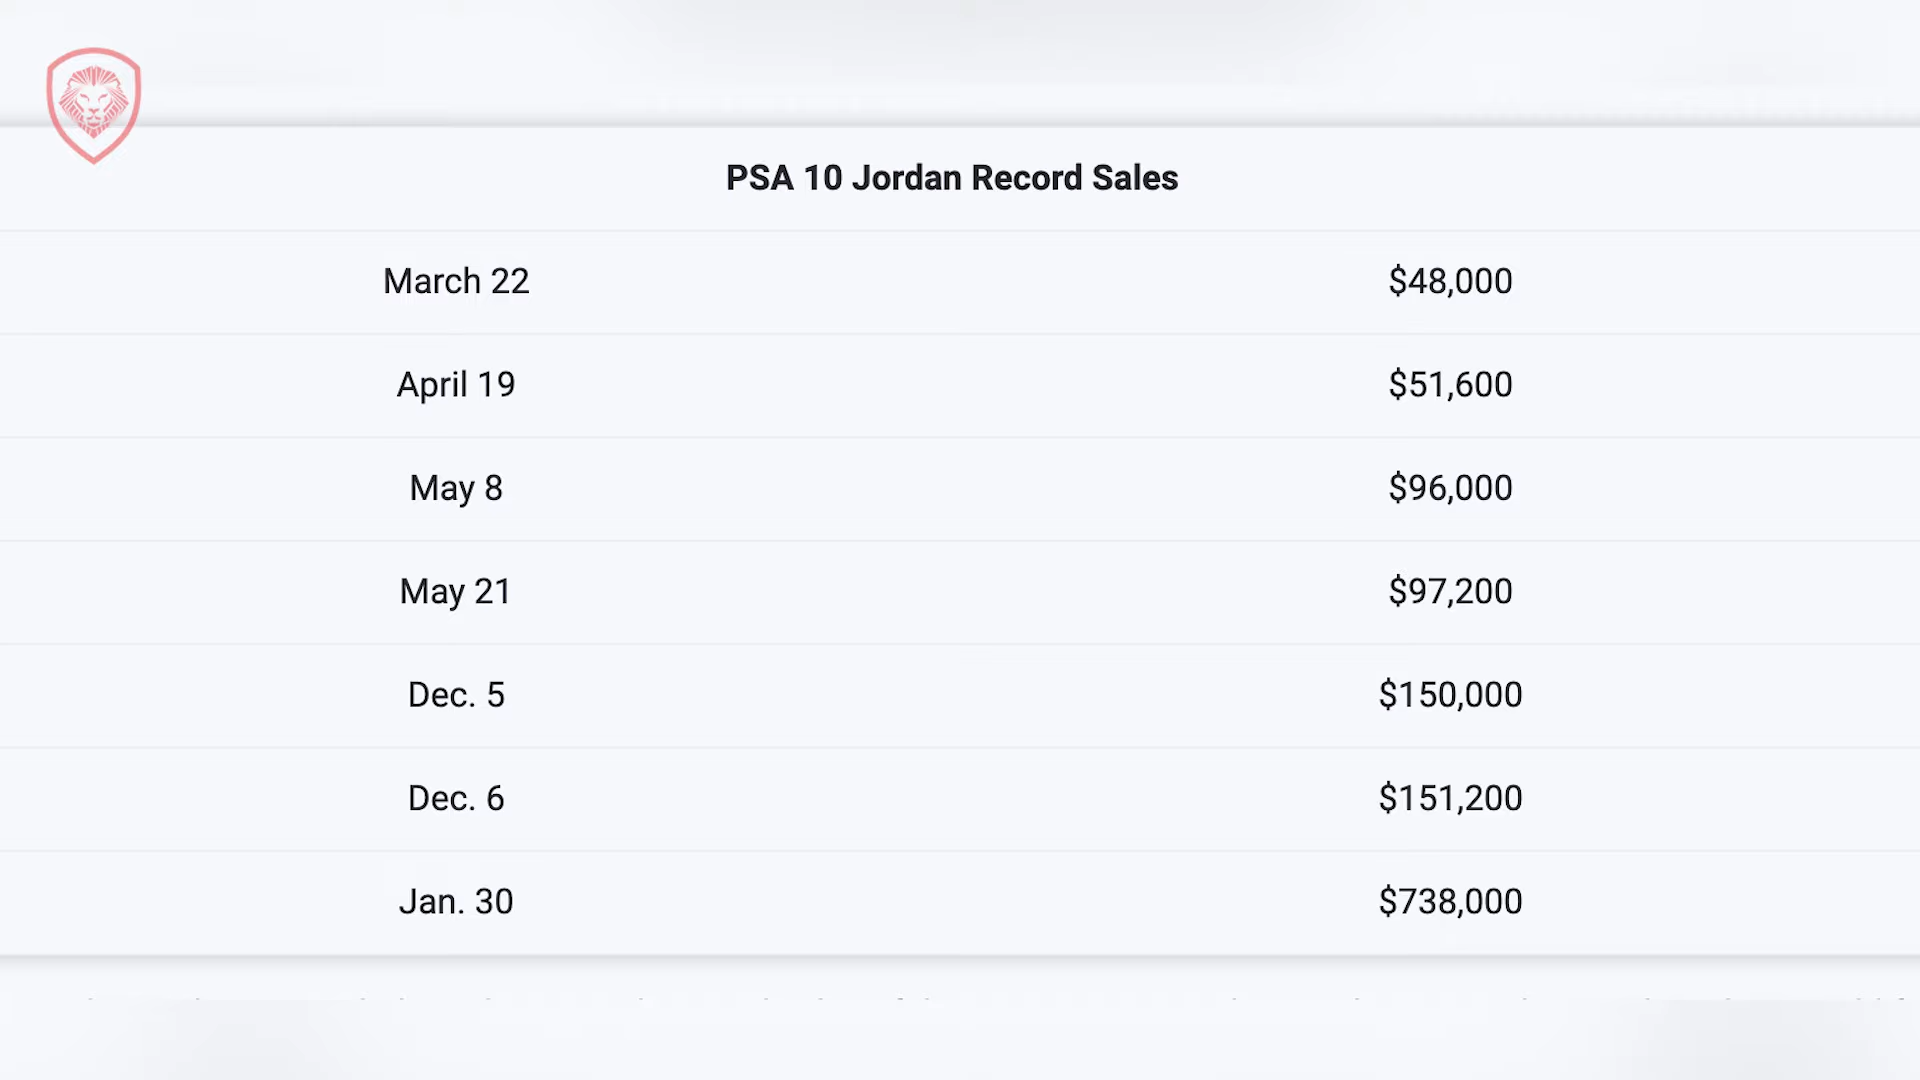 PSA 10 Jordan Record Sales
March 22 $48,000
April 19 $51,600
May 8 $96,000
May 21 $97,200
Dec. 5 $150,000
Dec. 6 $151,200
Jan. 30 $738,000